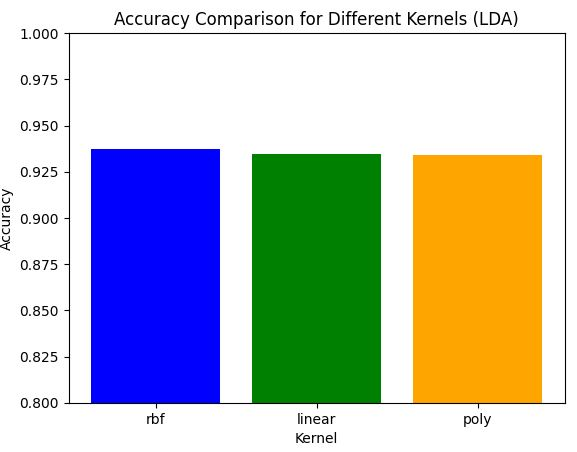 Accuracy Comparison for Different Kernels (LDA)
1.000
0.975
0.950
0.925
0.900
0.875
0.850
0.825
0.800
Accuracy
rbf linear poly
Kernel